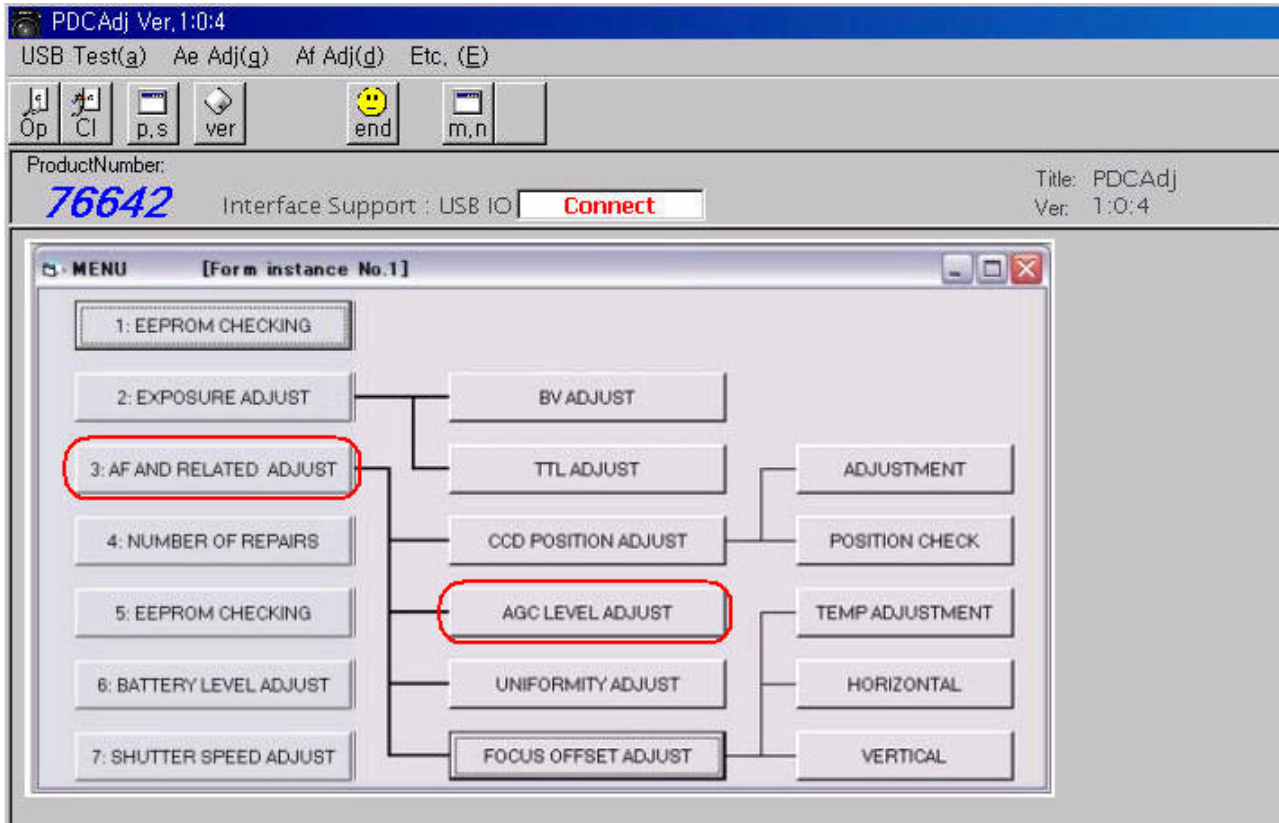 PDCAdj Ver,1:0:4
USB Test(a) Ae Adj(g) Af Adj(d) Etc, (E)
Op Cl p,s ver end m,n
ProductNumber:
76642 Interface Support : USB IO Connect
Title: PDCAdj
Ver: 1:0:4
MENU [Form instance No.1]
1: EEPROM CHECKING
2: EXPOSURE ADJUST BV ADJUST
TTL ADJUST
3: AF AND RELATED ADJUST ADJUSTMENT
4: NUMBER OF REPAIRS CCD POSITION ADJUST POSITION CHECK
5: EEPROM CHECKING AGC LEVEL ADJUST TEMP ADJUSTMENT
6: BATTERY LEVEL ADJUST UNIFORMITY ADJUST HORIZONTAL
7: SHUTTER SPEED ADJUST FOCUS OFFSET ADJUST VERTICAL